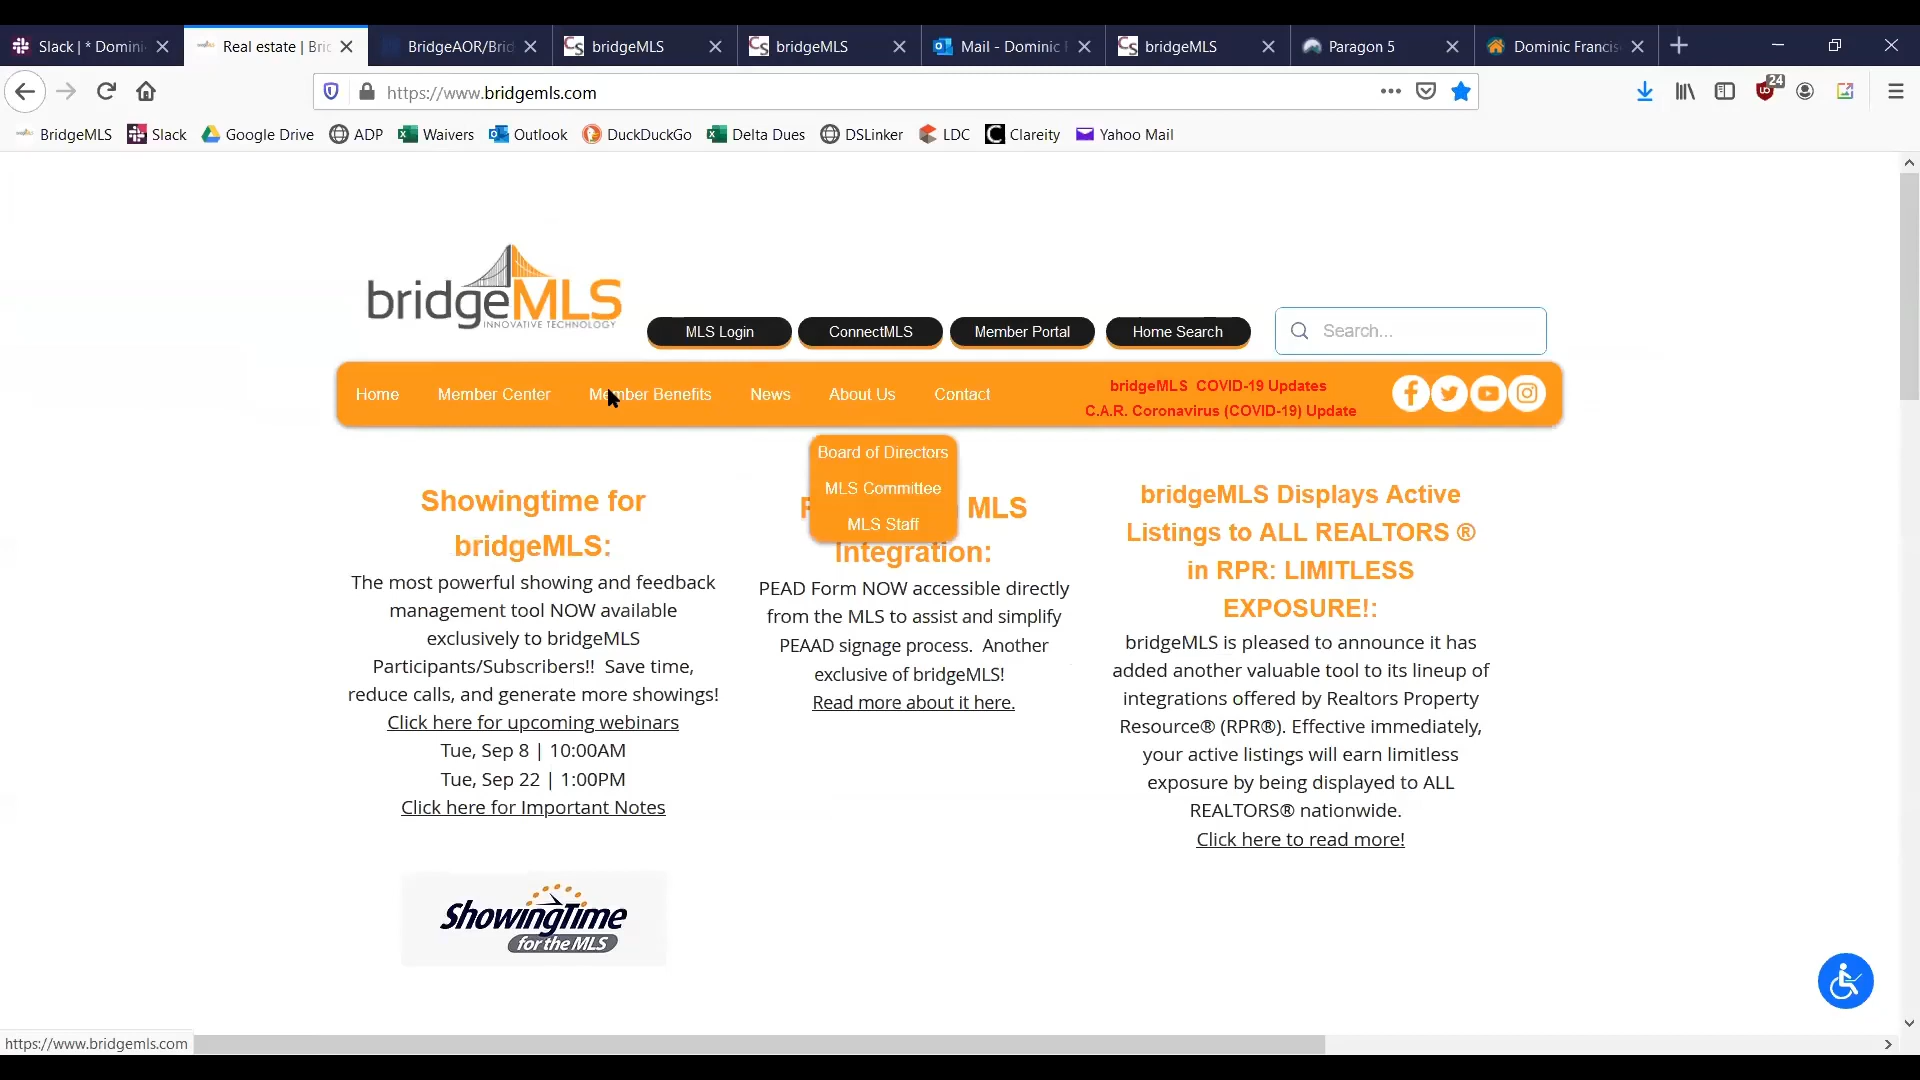 Slack | * Domini
Real estate | Bric
BridgeAOR/Brid
bridgeMLS
bridgeMLS
Mail - Dominic F
bridgeMLS
Paragon 5
Dominic Francis
https://www.bridgemls.com
24
BridgeMLS
Slack
Google Drive
ADP
Waivers
Outlook
DuckDuckGo
Delta Dues
DSLinker
LDC
Clareity
Yahoo Mail
bridgeMLS
INNOVATIVE TECHNOLOGY
MLS Login
ConnectMLS
Member Portal
Home Search
Search...
Home
Member Center
Member Benefits
News
About Us
Contact
bridgeMLS COVID-19 Updates
C.A.R. Coronavirus (COVID-19) Update
Board of Directors
MLS Committee
MLS Staff
Showingtime for
bridgeMLS:
The most powerful showing and feedback
management tool NOW available
exclusively to bridgeMLS
Participants/Subscribers!! Save time,
reduce calls, and generate more showings!
Click here for upcoming webinars
Tue, Sep 8 | 10:00AM
Tue, Sep 22 | 1:00PM
Click here for Important Notes
ShowingTime
for the MLS
MLS
Integration:
PEAD Form NOW accessible directly
from the MLS to assist and simplify
PEAAD signage process. Another
exclusive of bridgeMLS!
Read more about it here.
bridgeMLS Displays Active
Listings to ALL REALTORS ®
in RPR: LIMITLESS
EXPOSURE!:
bridgeMLS is pleased to announce it has
added another valuable tool to its lineup of
integrations offered by Realtors Property
Resource® (RPR®). Effective immediately,
your active listings will earn limitless
exposure by being displayed to ALL
REALTORS® nationwide.
Click here to read more!
https://www.bridgemls.com